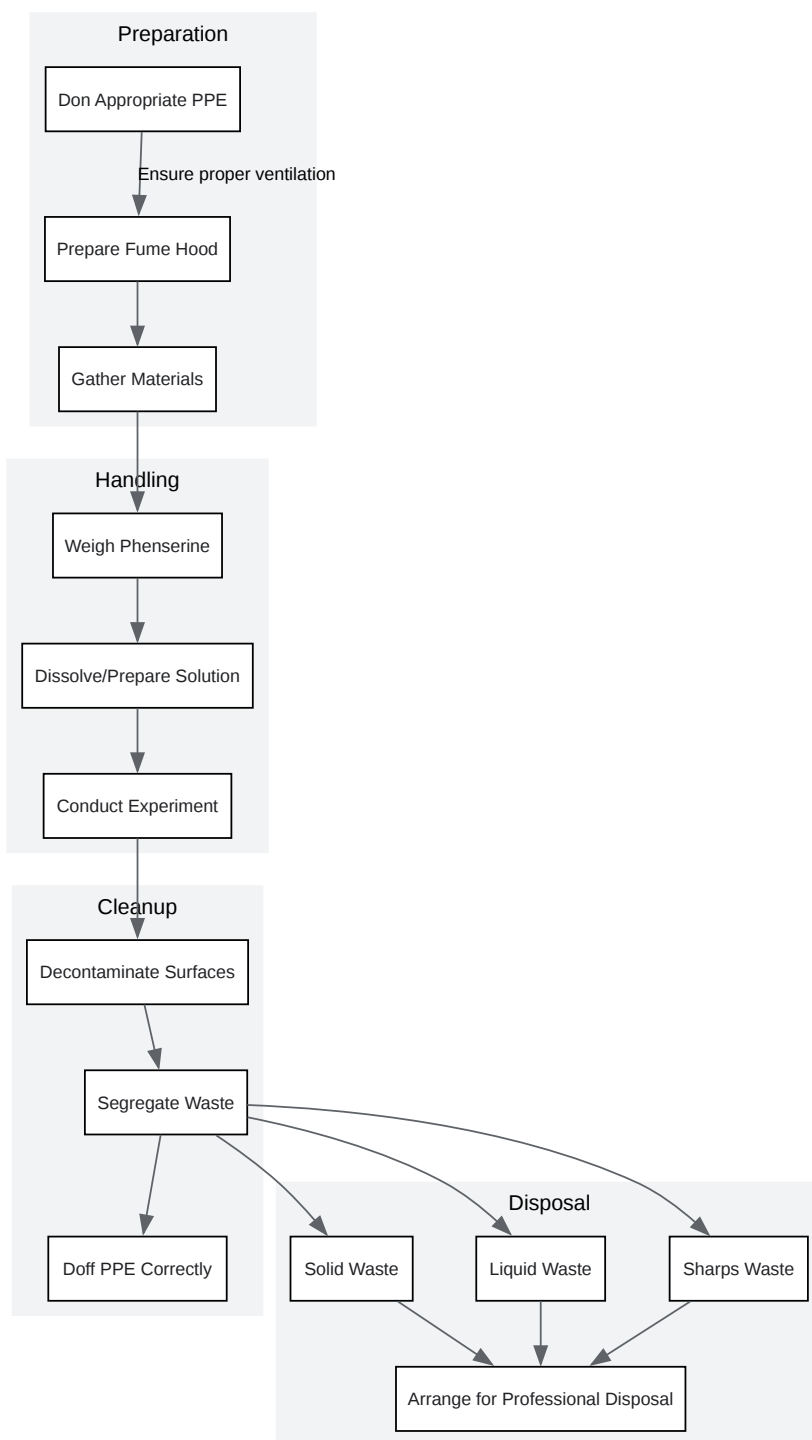 Preparation
Don Appropriate PPE
Ensure proper ventilation
Prepare Fume Hood
Gather Materials
Handling
Weigh Phenserine
Dissolve/Prepare Solution
Conduct Experiment
Cleanup
Decontaminate Surfaces
Segregate Waste
Doff PPE Correctly
Disposal
Solid Waste
Liquid Waste
Sharps Waste
Arrange for Professional Disposal